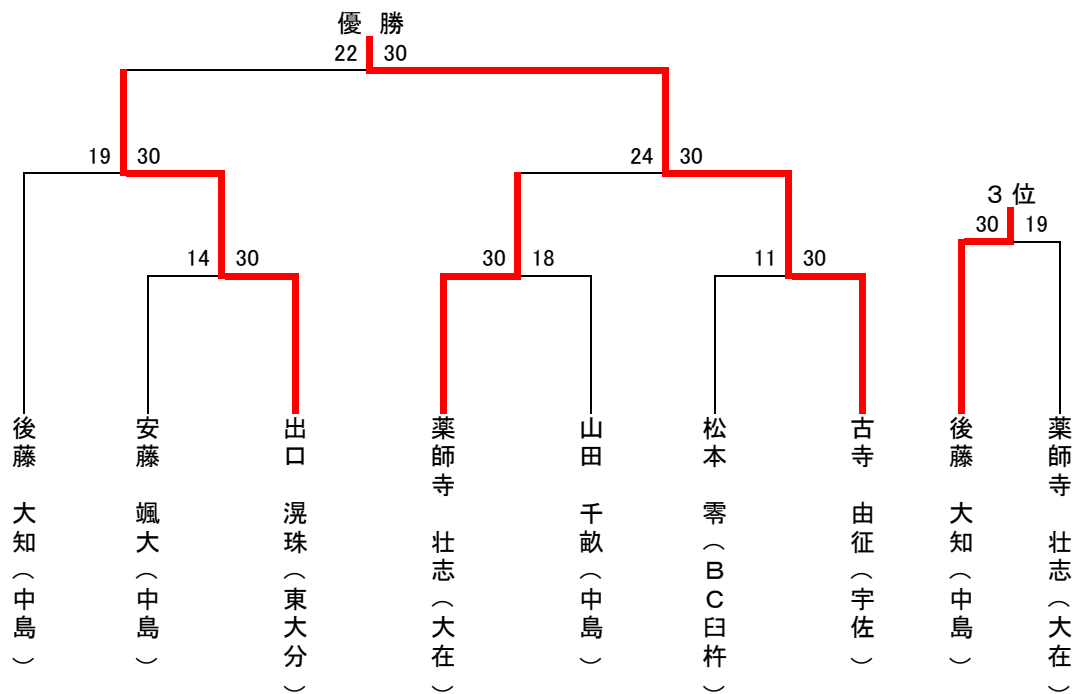 優 勝
22 30
19 30
24 30
3 位
30 19
14 30
30 18
11 30
後藤 大知(中島)
安藤 颯大(中島)
出口 滉珠(東大分)
薬師寺 壮志(大在)
山田 千畝(中島)
松本 零(BC臼杵)
古寺 由征(宇佐)
後藤 大知(中島)
薬師寺 壮志(大在)